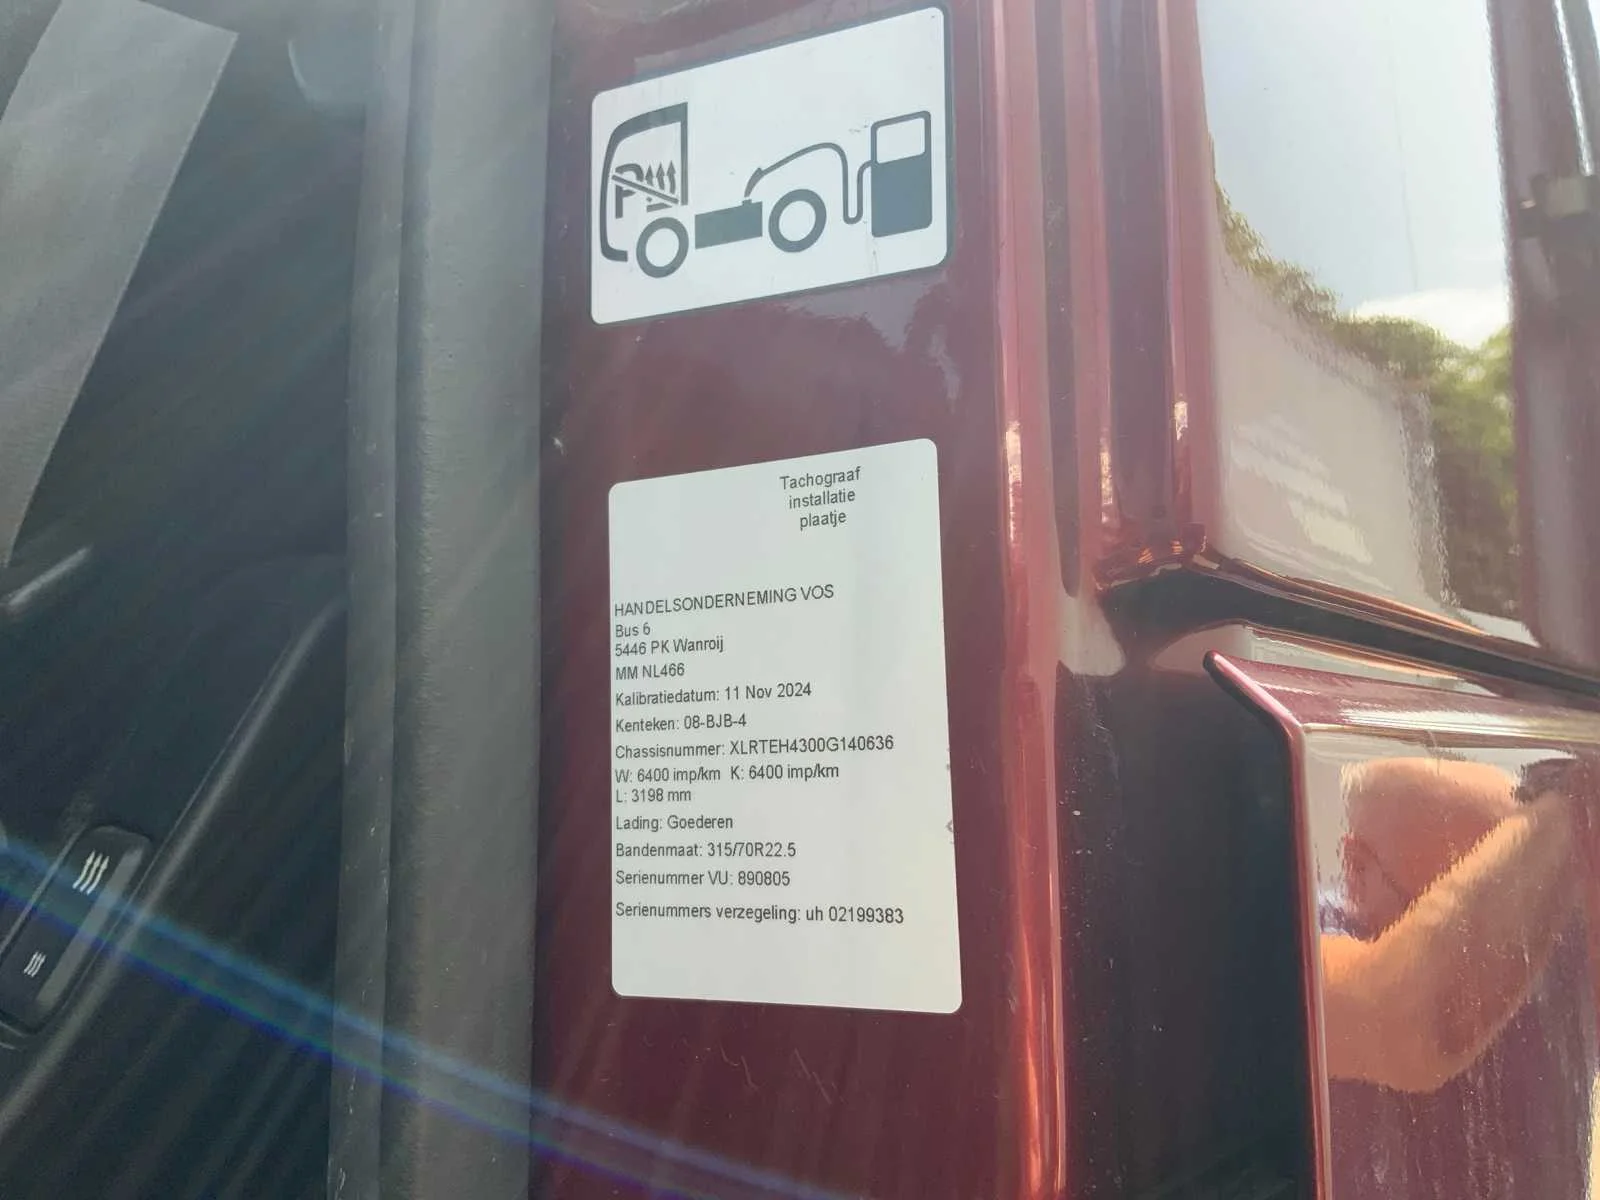 P
Tachograaf
installatie
plaatje
HANDELSONDERNEMING VOS
Bus 6
5446 PK Wanroij
MM NL466
Kalibratiedatum: 11 Nov 2024
Kenteken: 08-BJB-4
Chassisnummer: XLRTEH4300G140636
W: 6400 imp/km K: 6400 imp/km
L: 3198 mm
Lading: Goederen
Bandenmaat: 315/70R22.5
Serienummer VU: 890805
Serienummers verzegeling: uh 02199383